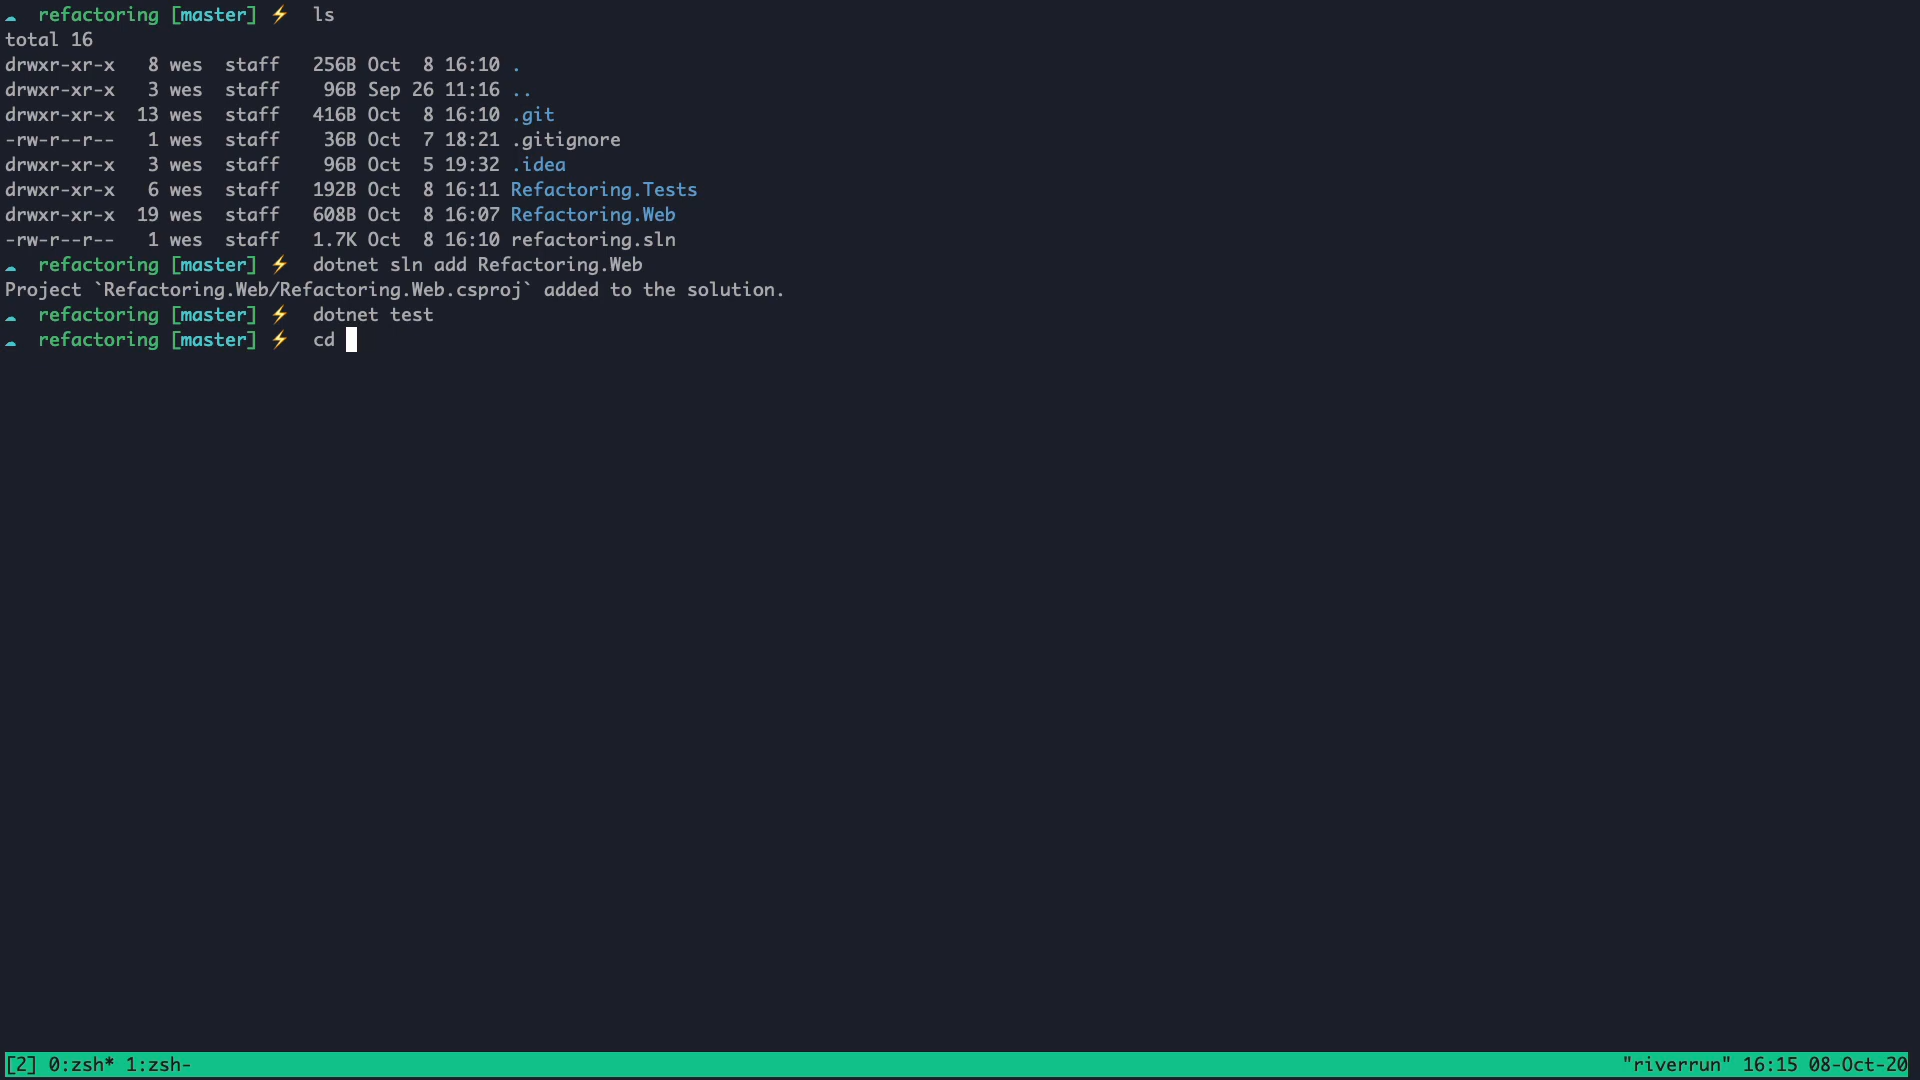 refactoring [master] ⚡ ls
total 16
drwxr-xr-x   8 wes  staff   256B Oct  8 16:10 .
drwxr-xr-x   3 wes  staff    96B Sep 26 11:16 ..
drwxr-xr-x  13 wes  staff   416B Oct  8 16:10 .git
-rw-r--r--   1 wes  staff    36B Oct  7 18:21 .gitignore
drwxr-xr-x   3 wes  staff    96B Oct  5 19:32 .idea
drwxr-xr-x   6 wes  staff   192B Oct  8 16:11 Refactoring.Tests
drwxr-xr-x  19 wes  staff   608B Oct  8 16:07 Refactoring.Web
-rw-r--r--   1 wes  staff   1.7K Oct  8 16:10 refactoring.sln
refactoring [master] ⚡ dotnet sln add Refactoring.Web
Project `Refactoring.Web/Refactoring.Web.csproj` added to the solution.
refactoring [master] ⚡ dotnet test
refactoring [master] ⚡ cd
[2] 0:zsh* 1:zsh- "riverrun" 16:15 08-Oct-20